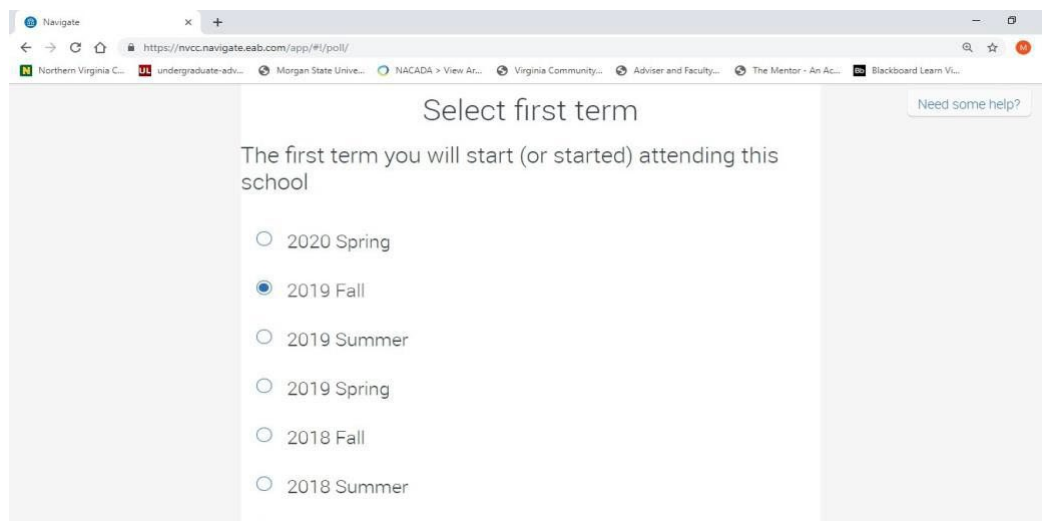 Navigate
https://nvcc.navigate.eab.com/app/#!/poll/
M
N Northern Virginia C... UL undergraduate-adv... Morgan State Unive... NACADA > View Ar... Virginia Community... Adviser and Faculty... The Mentor - An Ac... Bb Blackboard Learn Vi...
Select first term
Need some help?
The first term you will start (or started) attending this
school
2020 Spring
2019 Fall
2019 Summer
2019 Spring
2018 Fall
2018 Summer